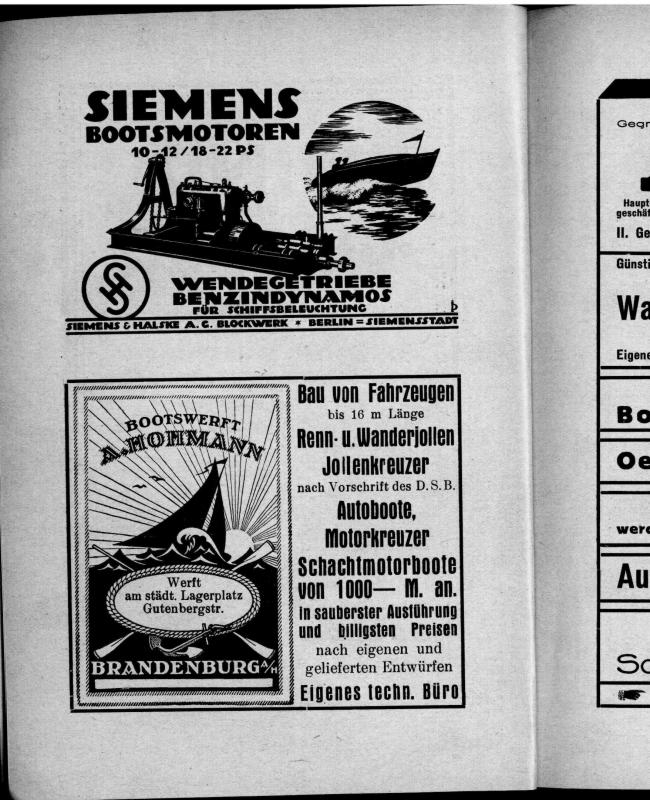 SIEMENS
BOOTSMOTOREN
10-12/18-22 PS
WENDEGETRIEBE
BENZINDYNAMOS
FÜR SCHIFFSBELEUCHTUNG
SIEMENS & HALSKE A.G. BLOCKWERK * BERLIN=SIEMENSSTADT
BOOTSWERFT
A. HOHMANN
Werft
am städt. Lagerplatz
Gutenbergstr.
BRANDENBURG A/H
Bau von Fahrzeugen
bis 16 m Länge
Renn- u. Wanderjollen
Jollenkreuzer
nach Vorschrift des D.S.B.
Autoboote,
Motorkreuzer
Schachtmotorboote
von 1000— M. an.
in sauberster Ausführung
und billigsten Preisen
nach eigenen und
gelieferten Entwürfen
Eigenes techn. Büro
Haupt
geschäf
II. Ge
Günsti
Wa
Eigene
Bo
Oe
werd
Au